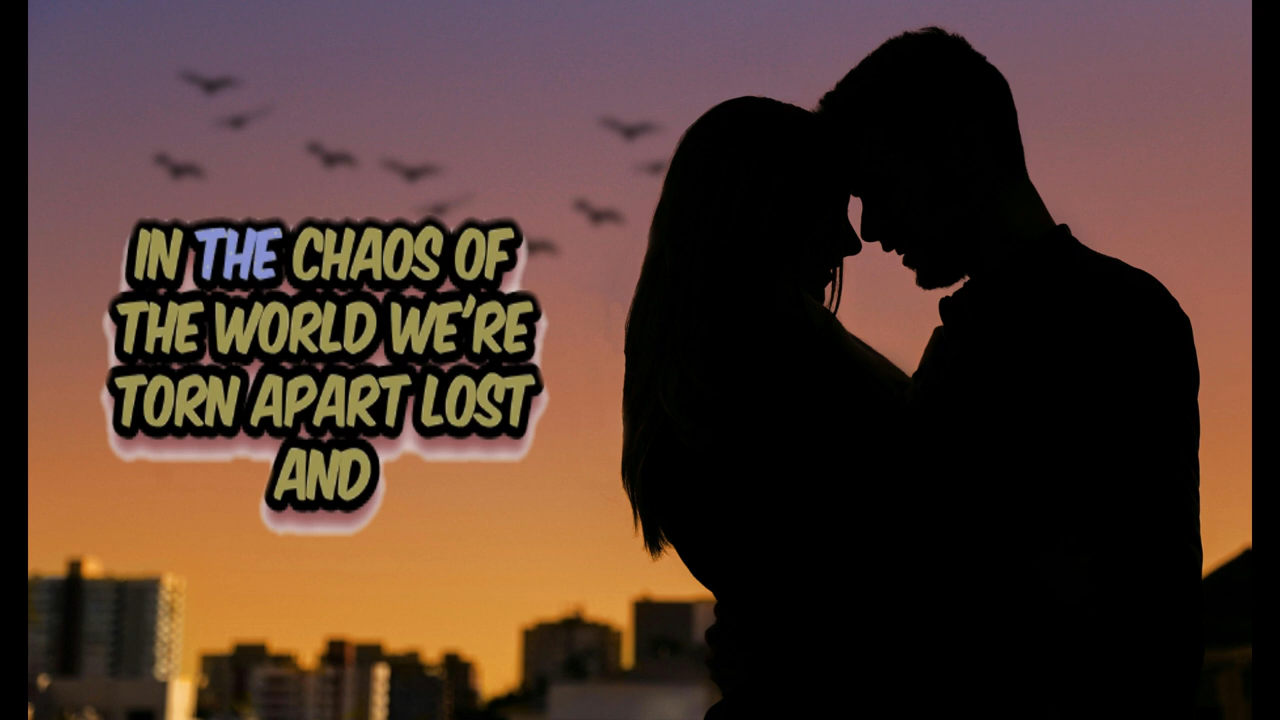 IN THE CHAOS OF
THE WORLD WE'RE
TORN APART LOST
AND